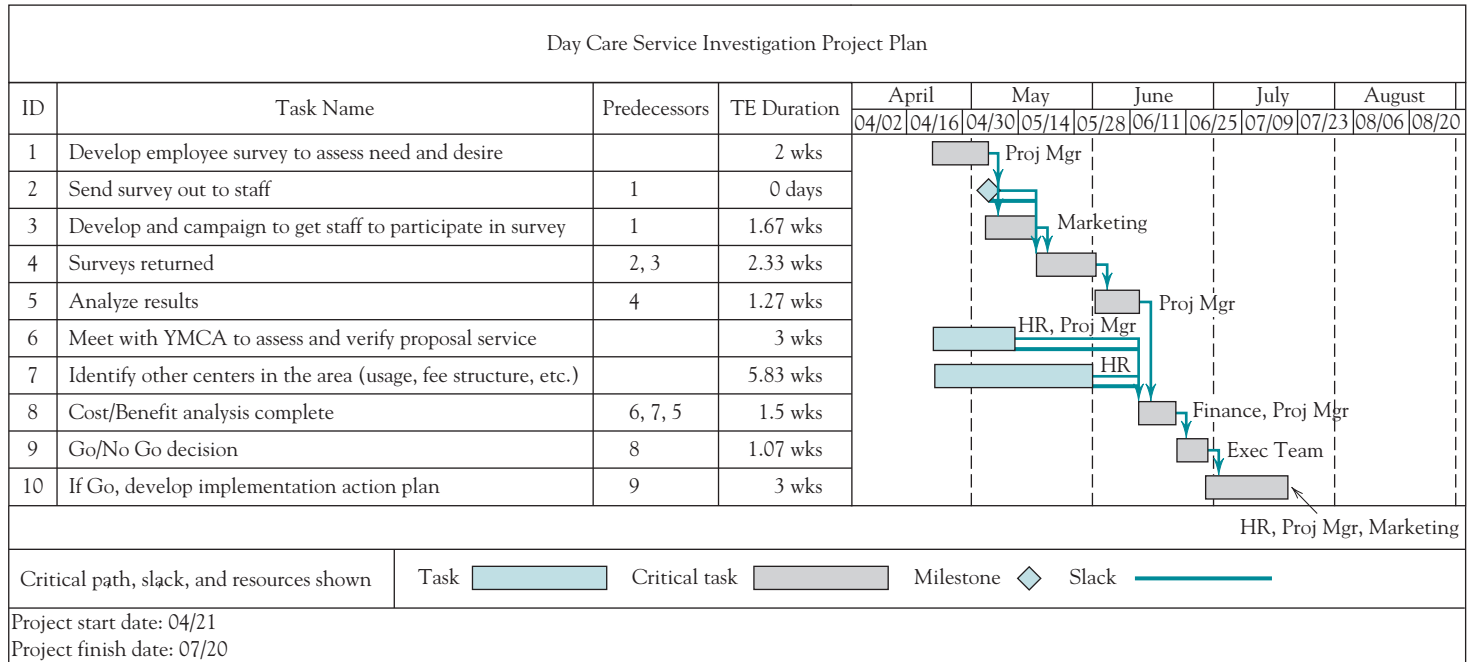 Day Care Service Investigation Project Plan
ID Task Name Predecessors TE Duration April May June July August
04/02 04/16 04/30 05/14 05/28 06/11 06/25 07/09 07/23 08/06 08/20
1 Develop employee survey to assess need and desire 2 wks Proj Mgr
2 Send survey out to staff 1 0 days
3 Develop and campaign to get staff to participate in survey 1 1.67 wks Marketing
4 Surveys returned 2, 3 2.33 wks
5 Analyze results 4 1.27 wks Proj Mgr
6 Meet with YMCA to assess and verify proposal service 3 wks HR, Proj Mgr
7 Identify other centers in the area (usage, fee structure, etc.) 5.83 wks HR
8 Cost/Benefit analysis complete 6, 7, 5 1.5 wks Finance, Proj Mgr
9 Go/No Go decision 8 1.07 wks Exec Team
10 If Go, develop implementation action plan 9 3 wks
HR, Proj Mgr, Marketing
Critical path, slack, and resources shown Task Critical task Milestone Slack
Project start date: 04/21
Project finish date: 07/20